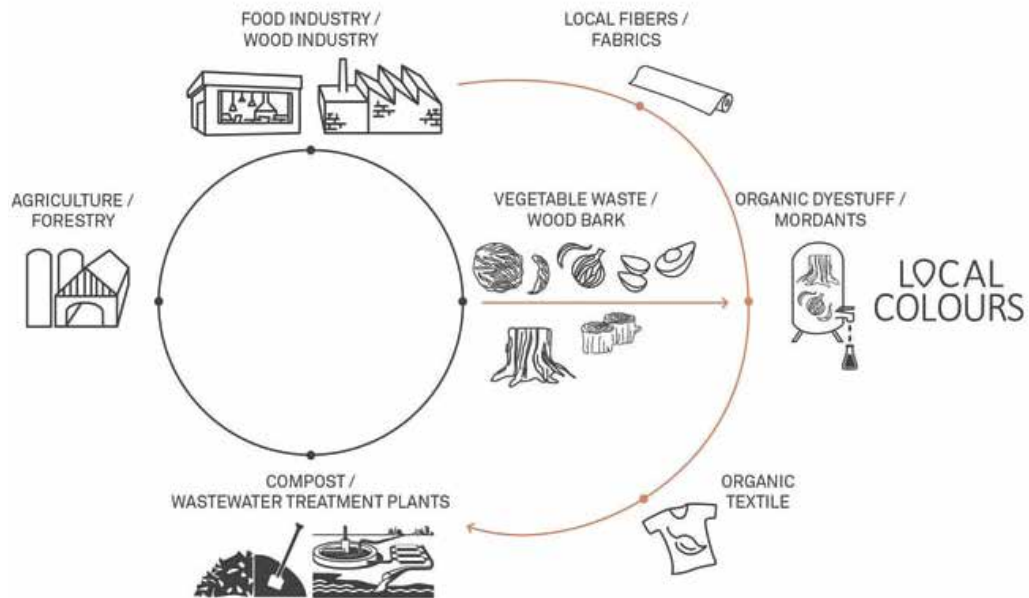 FOOD INDUSTRY /
WOOD INDUSTRY
LOCAL FIBERS /
FABRICS
AGRICULTURE /
FORESTRY
VEGETABLE WASTE /
WOOD BARK
ORGANIC DYESTUFF /
MORDANTS
LOCAL
COLOURS
COMPOST /
WASTEWATER TREATMENT PLANTS
ORGANIC
TEXTILE